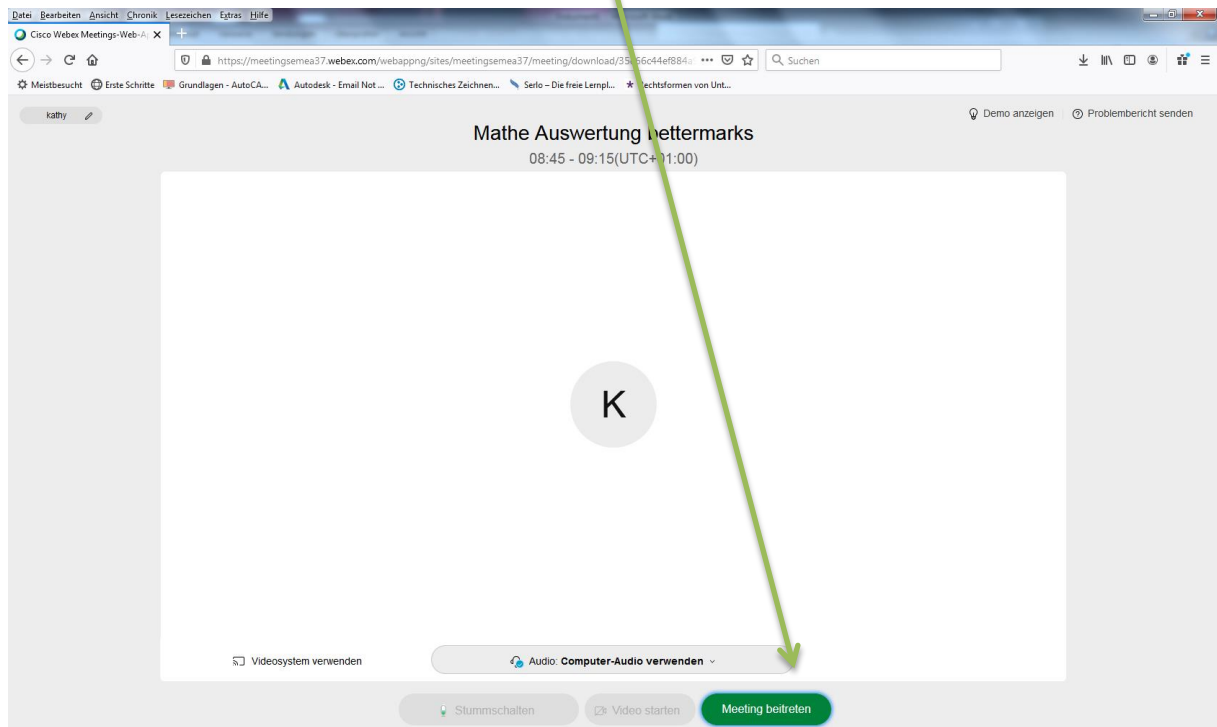 Datei Bearbeiten Ansicht Chronik Lesezeichen Extras Hilfe
Cisco Webex Meetings-Web-A
https://meetingsemea37.webex.com/webappng/sites/meetingsemea37/meeting/download/
Suchen
Meistbesucht Erste Schritte Grundlagen - AutoCA... Autodesk - Email Not ... Technisches Zeichnen... Serlo – Die freie Lernpl... Rechtsformen von Unt...
kathy
Demo anzeigen Problembericht senden
Mathe Auswertung bettermarks
08:45 - 09:15(UTC+01:00)
K
Videosystem verwenden
Audio: Computer-Audio verwenden
Stummschalten Video starten Meeting beitreten